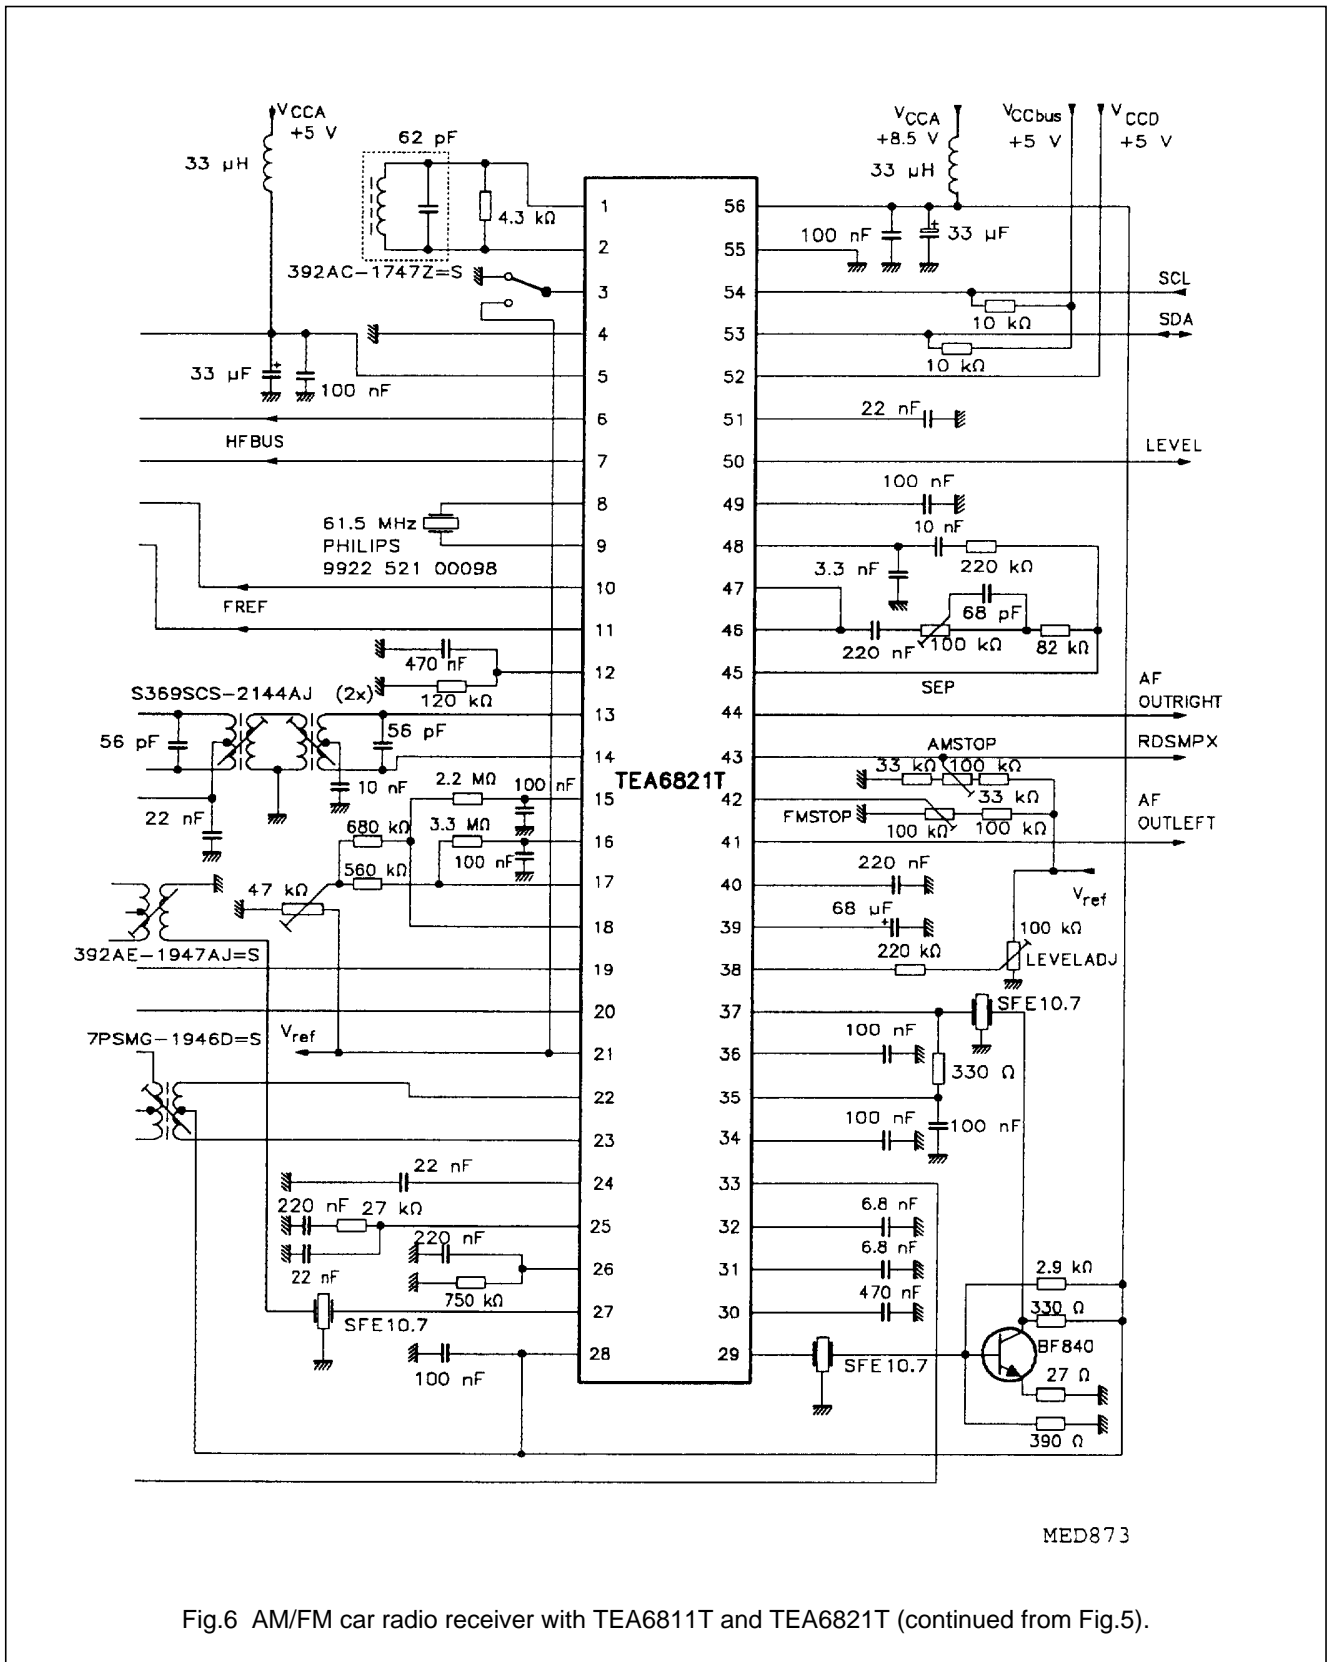 VCCA
+5 V
33 µH
62 pF
4.3 kΩ
392AC-1747Z=S
VCCA
+8.5 V
33 µH
VCCbus
+5 V
VCCD
+5 V
1
2
3
4
5
6
7
8
9
10
11
12
13
14
15
16
17
18
19
20
21
22
23
24
25
26
27
28
TEA6821T
56
55
54
53
52
51
50
49
48
47
46
45
44
43
42
41
40
39
38
37
36
35
34
33
32
31
30
29
33 µF
100 nF
HFBUS
61.5 MHz
PHILIPS
9922 521 00098
FREF
470 nF
120 kΩ
S369SCS-2144AJ (2x)
56 pF
56 pF
10 nF
22 nF
2.2 MΩ
100 nF
680 kΩ
3.3 MΩ
100 nF
560 kΩ
47 kΩ
392AE-1947AJ=S
Vref
7PSMG-1946D=S
22 nF
220 nF
27 kΩ
22 nF
220 nF
750 kΩ
SFE10.7
100 nF
100 nF
33 µF
SCL
10 kΩ
SDA
10 kΩ
22 nF
LEVEL
100 nF
10 nF
3.3 nF
220 kΩ
68 pF
220 nF
100 kΩ
82 kΩ
SEP
AF
OUTRIGHT
RDSMPX
AMSTOP
33 kΩ
100 kΩ
33 kΩ
FMSTOP
100 kΩ
100 kΩ
AF
OUTLEFT
220 nF
Vref
68 µF
220 kΩ
100 kΩ
LEVELADJ
SFE10.7
100 nF
330 Ω
100 nF
100 nF
6.8 nF
6.8 nF
470 nF
2.9 kΩ
330 Ω
BF840
SFE10.7
27 Ω
390 Ω
MED873
Fig.6 AM/FM car radio receiver with TEA6811T and TEA6821T (continued from Fig.5).